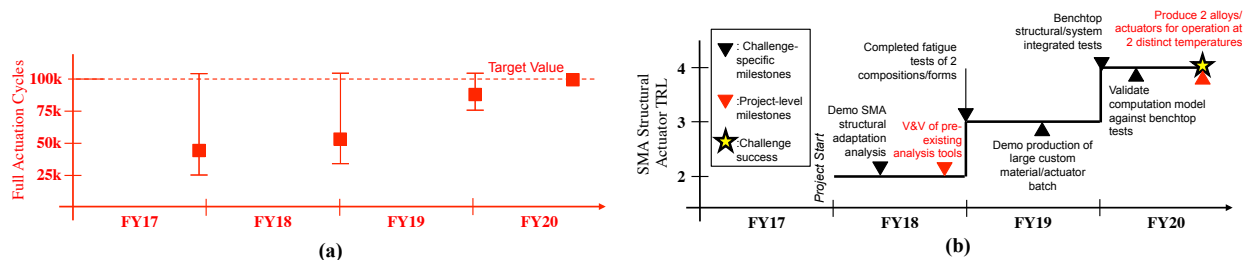 Full Actuation Cycles
100k
75k
50k
25k
Target Value
FY17
FY18
FY19
FY20
(a)
SMA Structural
Actuator TRL
4
3
2
: Challenge-
specific milestones
:Project-level
milestones
:Challenge
success
Project Start
Demo SMA
structural
adaptation
analysis
V&V of pre-
existing
analysis tools
Completed fatigue
tests of 2
compositions/forms
Demo production of
large custom
material/actuator
batch
Benchtop
structural/system
integrated tests
Validate
computation model
against benchtop
tests
Produce 2 alloys/
actuators for operation at
2 distinct temperatures
FY17
FY18
FY19
FY20
(b)